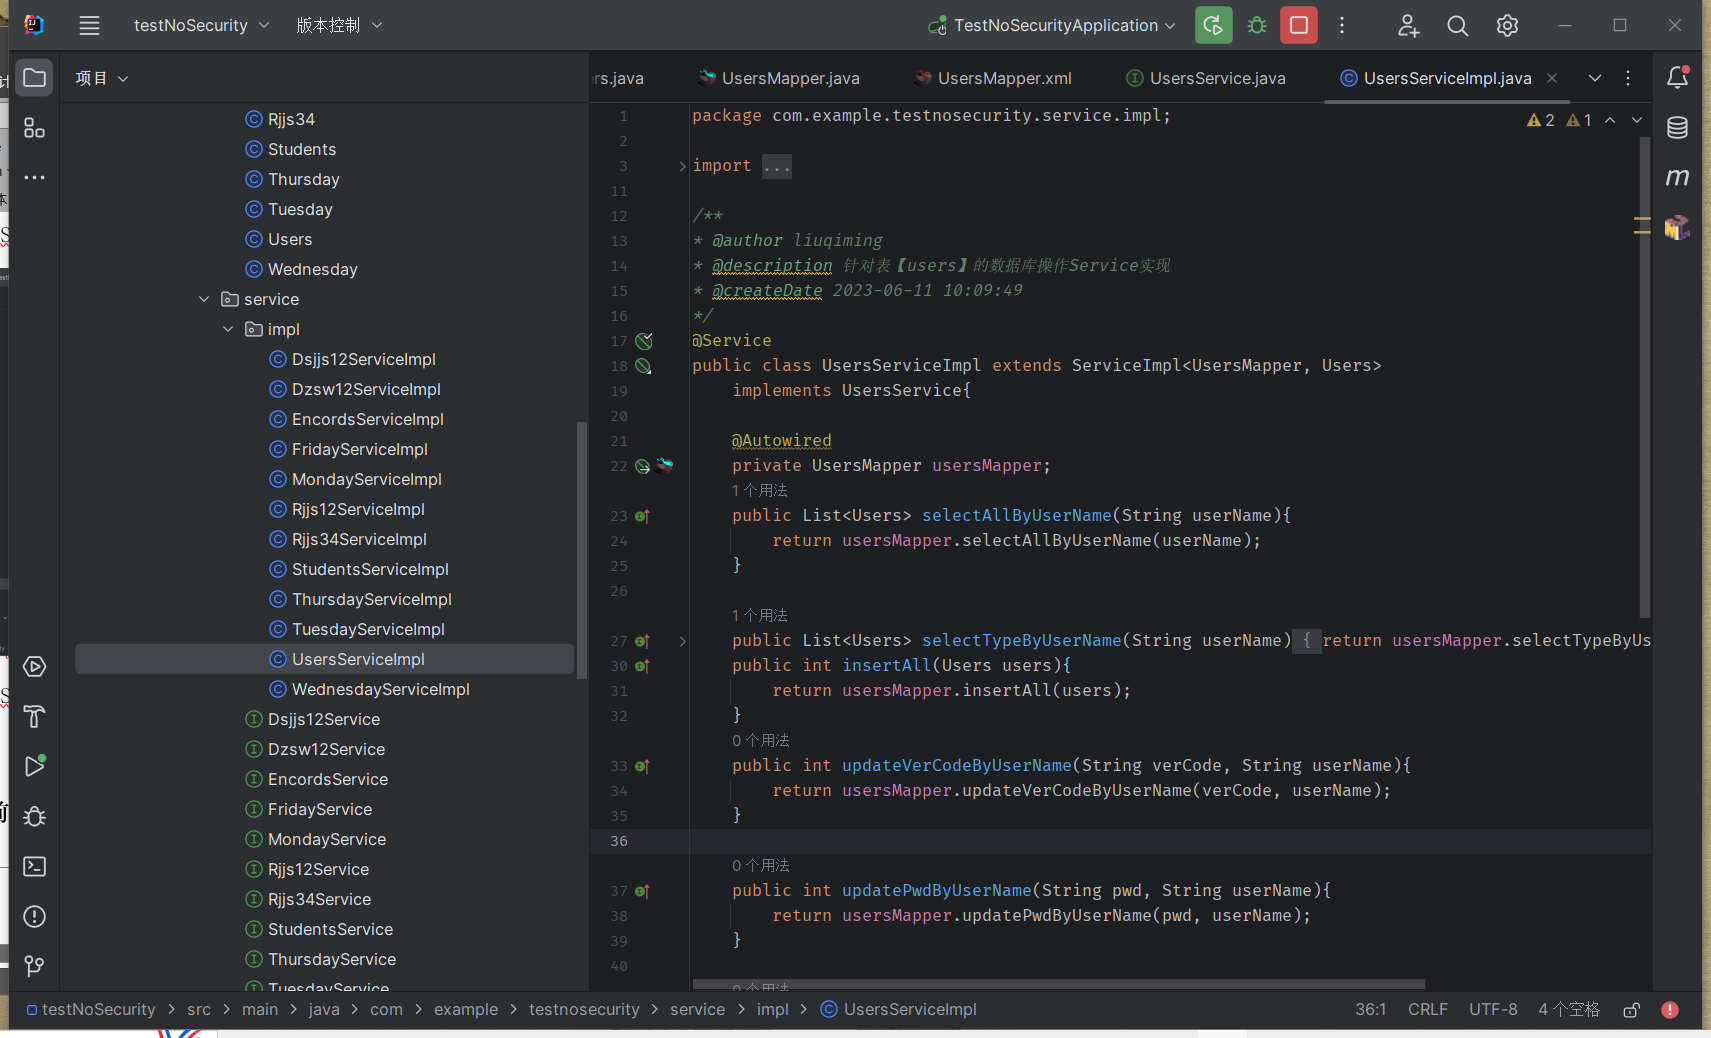 testNoSecurity
版本控制
TestNoSecurityApplication
项目
rs.java
UsersMapper.java
UsersMapper.xml
UsersService.java
UsersServiceImpl.java
Rjjs34
Students
Thursday
Tuesday
Users
Wednesday
service
impl
Dsjjs12ServiceImpl
Dzsw12ServiceImpl
EncordsServiceImpl
FridayServiceImpl
MondayServiceImpl
Rjjs12ServiceImpl
Rjjs34ServiceImpl
StudentsServiceImpl
ThursdayServiceImpl
TuesdayServiceImpl
UsersServiceImpl
WednesdayServiceImpl
Dsjjs12Service
Dzsw12Service
EncordsService
FridayService
MondayService
Rjjs12Service
Rjjs34Service
StudentsService
ThursdayService
TuesdayService
2 1
1 package com.example.testnosecurity.service.impl;
2
3 import ...
11
12 /**
13 * @author liuqiming
14 * @description 针对表【users】的数据库操作Service实现
15 * @createDate 2023-06-11 10:09:49
16 */
17 @Service
18 public class UsersServiceImpl extends ServiceImpl<UsersMapper, Users>
19 implements UsersService{
20
21 @Autowired
22 private UsersMapper usersMapper;
1 个用法
23 public List<Users> selectAllByUserName(String userName){
24 return usersMapper.selectAllByUserName(userName);
25 }
26
1 个用法
27 public List<Users> selectTypeByUserName(String userName) { return usersMapper.selectTypeByUs
30 public int insertAll(Users users){
31 return usersMapper.insertAll(users);
32 }
0 个用法
33 public int updateVerCodeByUserName(String verCode, String userName){
34 return usersMapper.updateVerCodeByUserName(verCode, userName);
35 }
36
0 个用法
37 public int updatePwdByUserName(String pwd, String userName){
38 return usersMapper.updatePwdByUserName(pwd, userName);
39 }
40
0 个用法
testNoSecurity > src > main > java > com > example > testnosecurity > service > impl > UsersServiceImpl
36:1 CRLF UTF-8 4 个空格